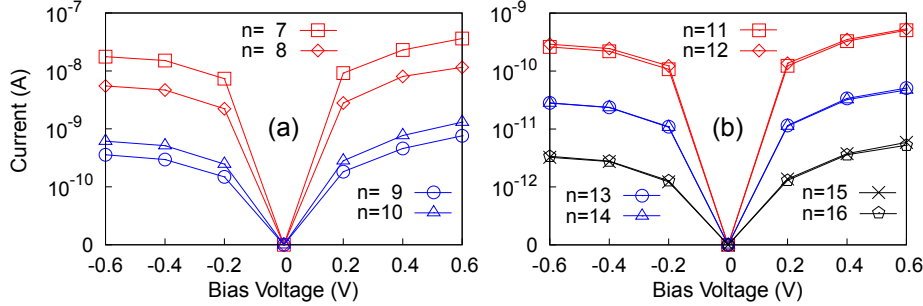 Current (A)
10⁻⁷
10⁻⁸
10⁻⁹
10⁻¹⁰
0
n= 7
n= 8
(a)
n= 9
n=10
-0.6 -0.4 -0.2 0 0.2 0.4 0.6
Bias Voltage (V)
10⁻⁹
10⁻¹⁰
10⁻¹¹
10⁻¹²
0
n=11
n=12
(b)
n=13
n=14
n=15
n=16
-0.6 -0.4 -0.2 0 0.2 0.4 0.6
Bias Voltage (V)